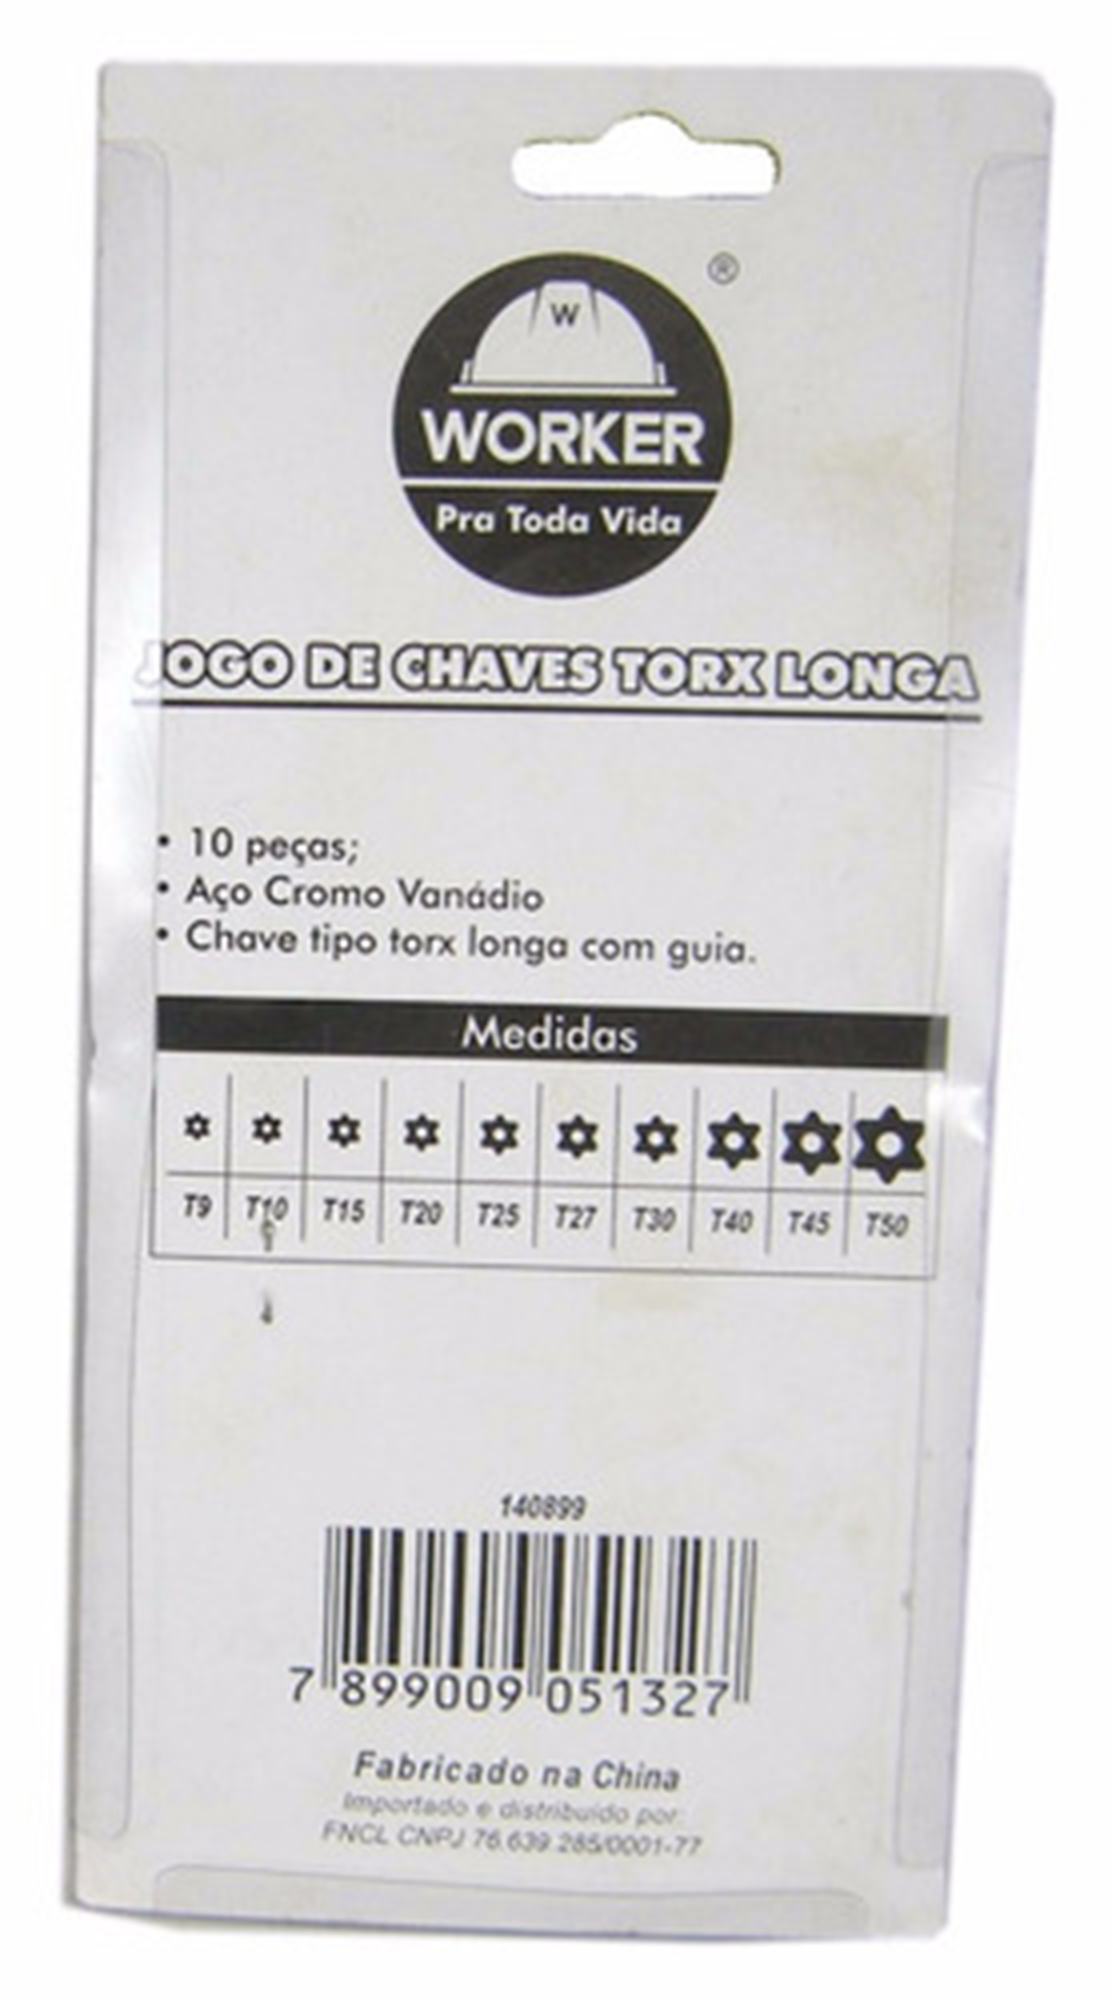 ®
W
WORKER
Pra Toda Vida
JOGO DE CHAVES TORX LONGA
• 10 peças;
• Aço Cromo Vanádio
• Chave tipo torx longa com guia.
Medidas
T9 T10 T15 T20 T25 T27 T30 T40 T45 T50
140899
7 899009 051327
Fabricado na China
Importado e distribuído por:
FNCL CNPJ 76.639.285/0001-77